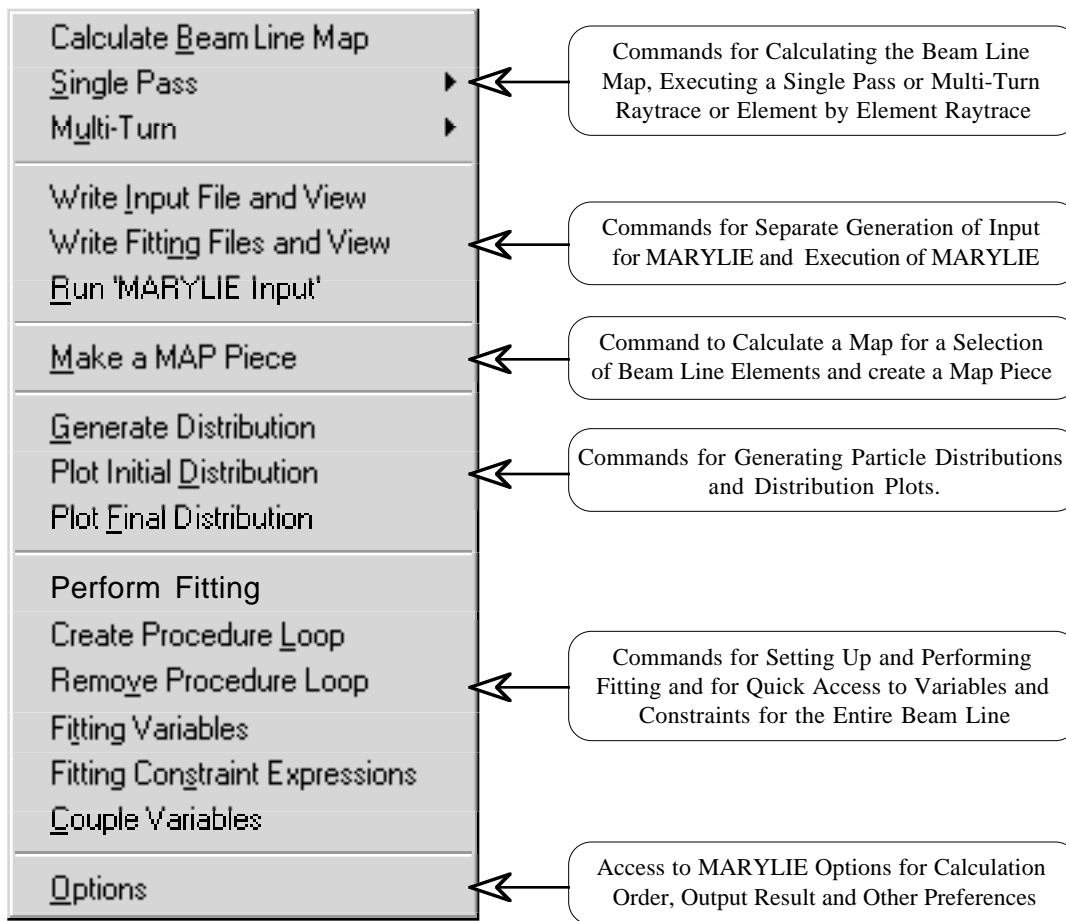 Calculate Beam Line Map
Single Pass
Multi-Turn
Commands for Calculating the Beam Line
Map, Executing a Single Pass or Multi-Turn
Raytrace or Element by Element Raytrace
Write Input File and View
Write Fitting Files and View
Run 'MARYLIE Input'
Commands for Separate Generation of Input
for MARYLIE and Execution of MARYLIE
Make a MAP Piece
Command to Calculate a Map for a Selection
of Beam Line Elements and create a Map Piece
Generate Distribution
Plot Initial Distribution
Plot Final Distribution
Commands for Generating Particle Distributions
and Distribution Plots.
Perform Fitting
Create Procedure Loop
Remove Procedure Loop
Fitting Variables
Fitting Constraint Expressions
Couple Variables
Commands for Setting Up and Performing
Fitting and for Quick Access to Variables and
Constraints for the Entire Beam Line
Options
Access to MARYLIE Options for Calculation
Order, Output Result and Other Preferences